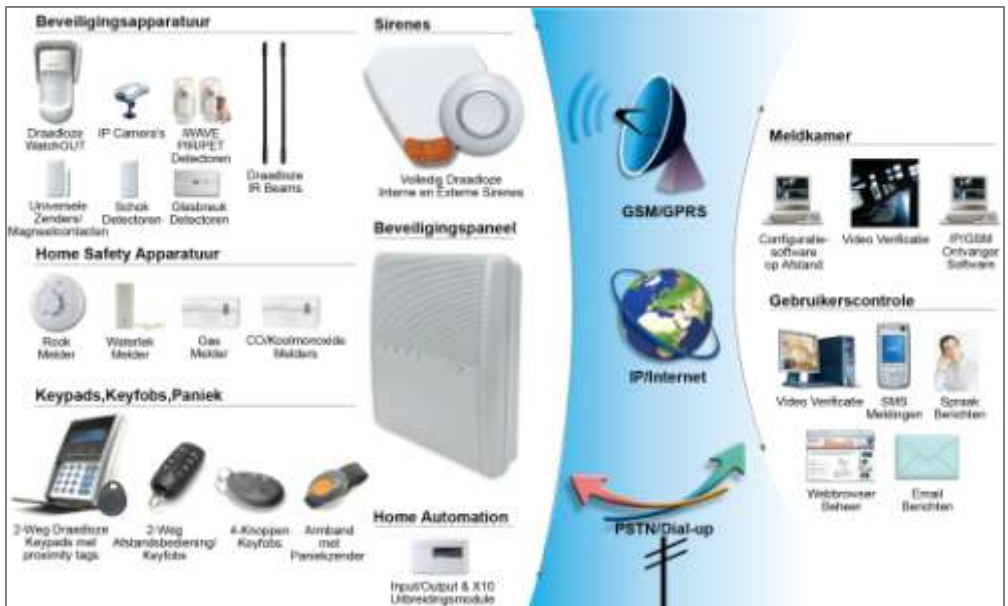 Beveiligingsapparatuur
Draadloze
WatchOUT
IP Camera's
iWAVE
PIR/PET
Detectoren
Draadloze
IR Beams
Universele
Zenders/
Magneetcontacten
Schok
Detectoren
Glasbreuk
Detectoren
Home Safety Apparatuur
Rook
Melder
Waterlek
Melder
Gas
Melder
CO/Koolmonoxide
Melders
Keypads,Keyfobs,Paniek
2-Weg Draadloze
Keypads met
proximity tags
2-Weg
Afstandsbediening/
Keyfobs
4-Knoppen
Keyfobs
Armband
met
Paniekzender
Sirenes
Volledig Draadloze
Interne en Externe Sirenes
Beveiligingspaneel
Home Automation
Input/Output & X10
Uitbreidingsmodule
GSM/GPRS
IP/Internet
PSTN/Dial-up
Meldkamer
Configuratie-
software
op Afstand
Video Verificatie
IP/GSM
Ontvanger
Software
Gebruikerscontrole
Video Verificatie
SMS
Meldingen
Spraak
Berichten
Webbrowser
Beheer
Email
Berichten